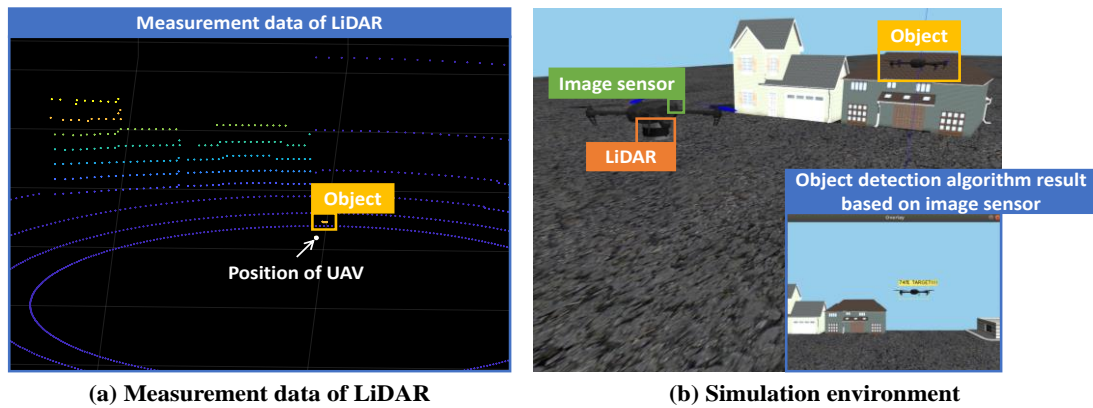 Measurement data of LiDAR
Object
Position of UAV
(a) Measurement data of LiDAR
Object
Image sensor
LiDAR
Object detection algorithm result
based on image sensor
Overlay
(b) Simulation environment